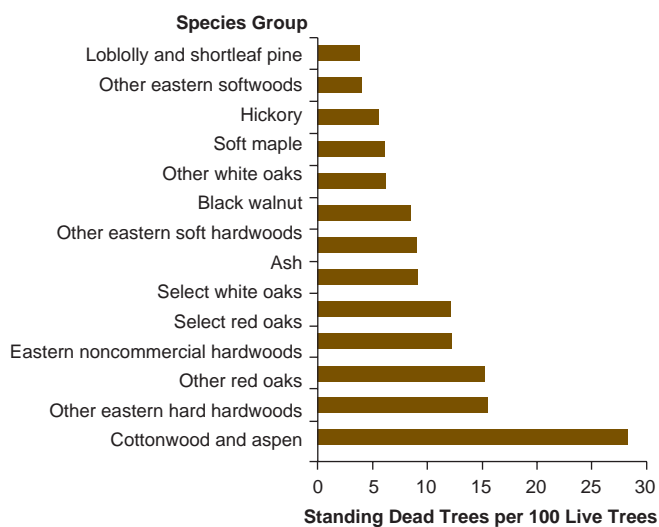 Species Group
Loblolly and shortleaf pine
Other eastern softwoods
Hickory
Soft maple
Other white oaks
Black walnut
Other eastern soft hardwoods
Ash
Select white oaks
Select red oaks
Eastern noncommercial hardwoods
Other red oaks
Other eastern hard hardwoods
Cottonwood and aspen
0 5 10 15 20 25 30
Standing Dead Trees per 100 Live Trees